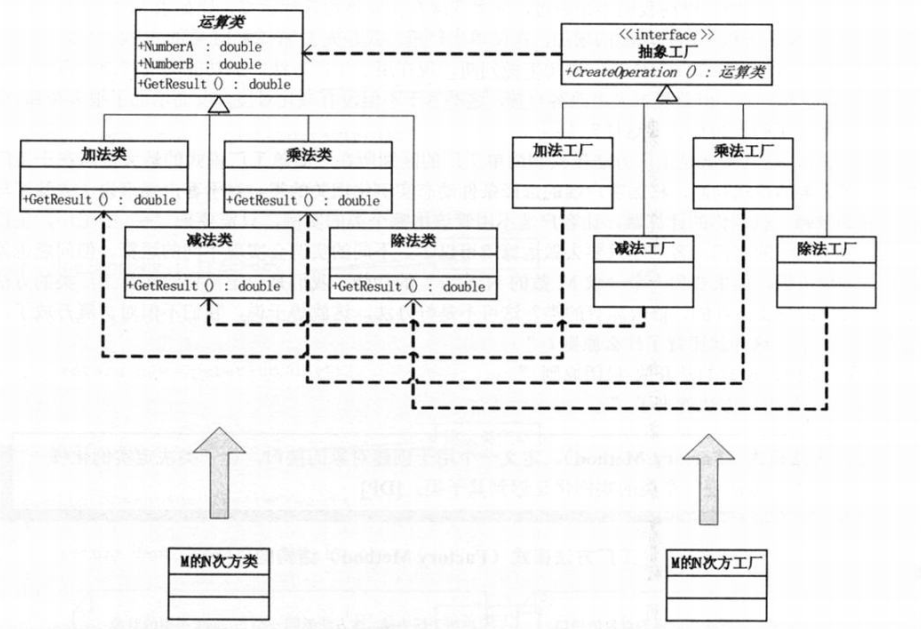 运算类
+NumberA : double
+NumberB : double
+GetResult() : double
<<interface>>
抽象工厂
+CreateOperation () : 运算类
加法类
+GetResult() : double
乘法类
+GetResult() : double
加法工厂
乘法工厂
减法类
+GetResult() : double
除法类
+GetResult() : double
减法工厂
除法工厂
M的N次方类
M的N次方工厂